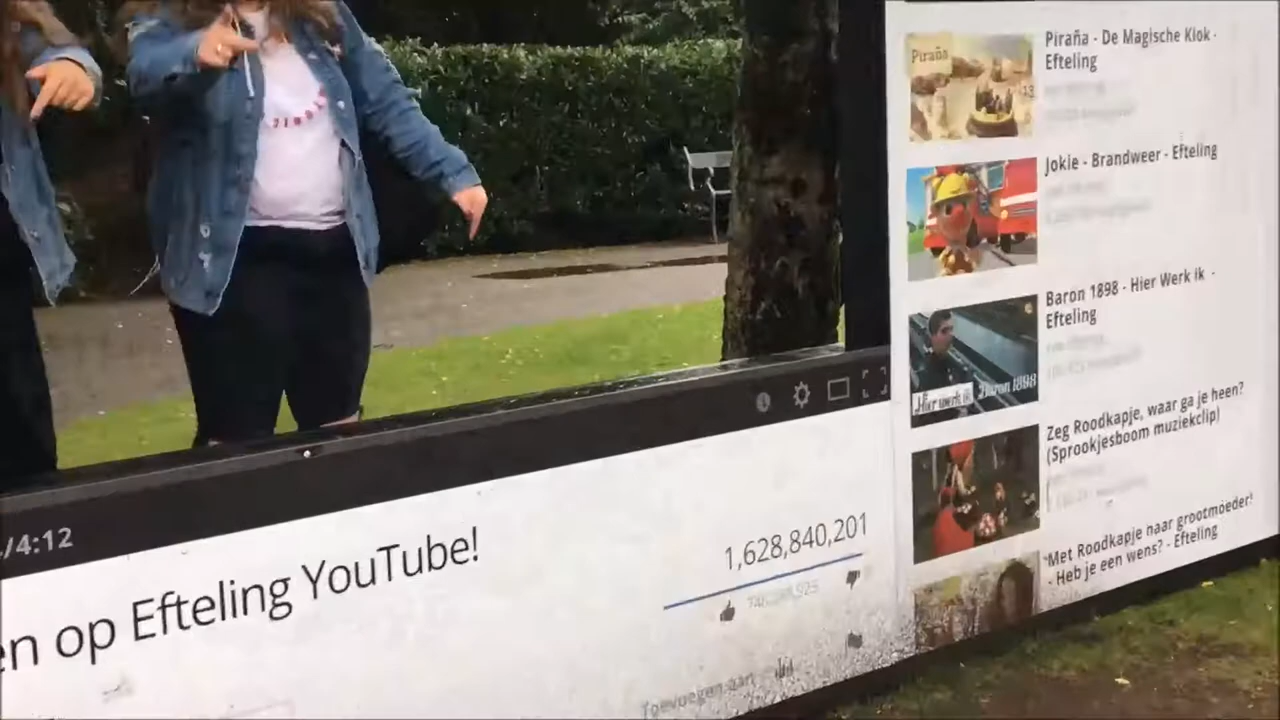 /4:12
en op Efteling YouTube!
1,628,840,201
Toevoegen aan
Piraña
Piraña - De Magische Klok -
Efteling
Jokie - Brandweer - Efteling
Hier werk ik
Baron 1898
Baron 1898 - Hier Werk ik -
Efteling
Zeg Roodkapje, waar ga je heen?
(Sprookjesboom muziekclip)
"Met Roodkapje naar grootmoeder!
- Heb je een wens? - Efteling